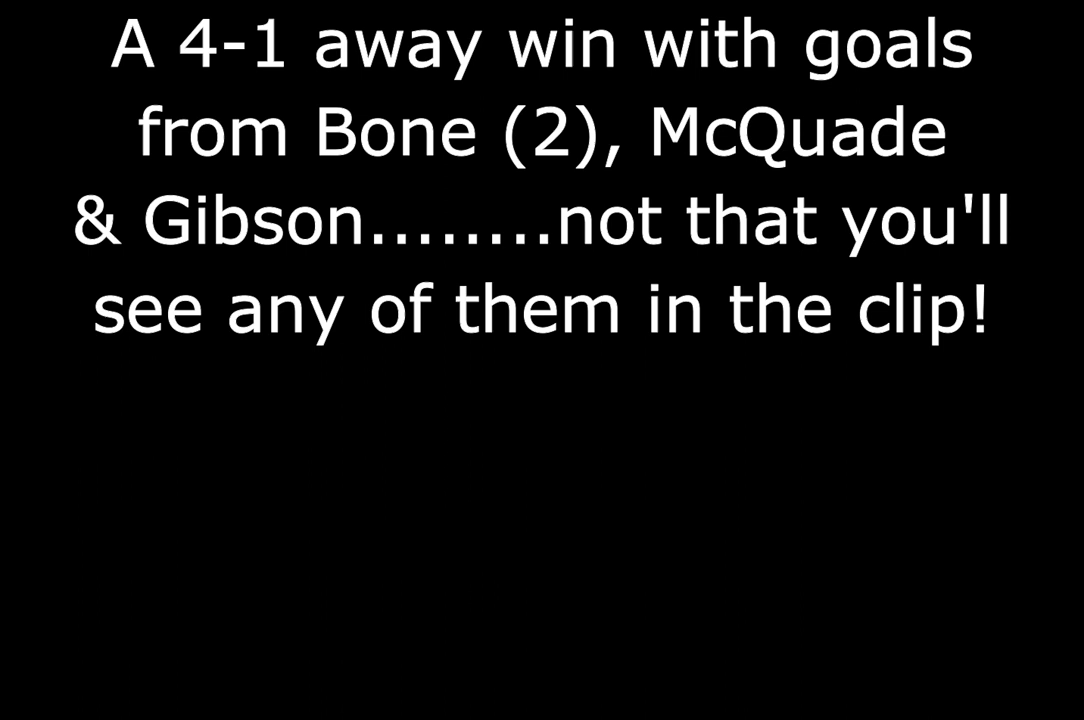 A 4-1 away win with goals
from Bone (2), McQuade
& Gibson........not that you'll
see any of them in the clip!